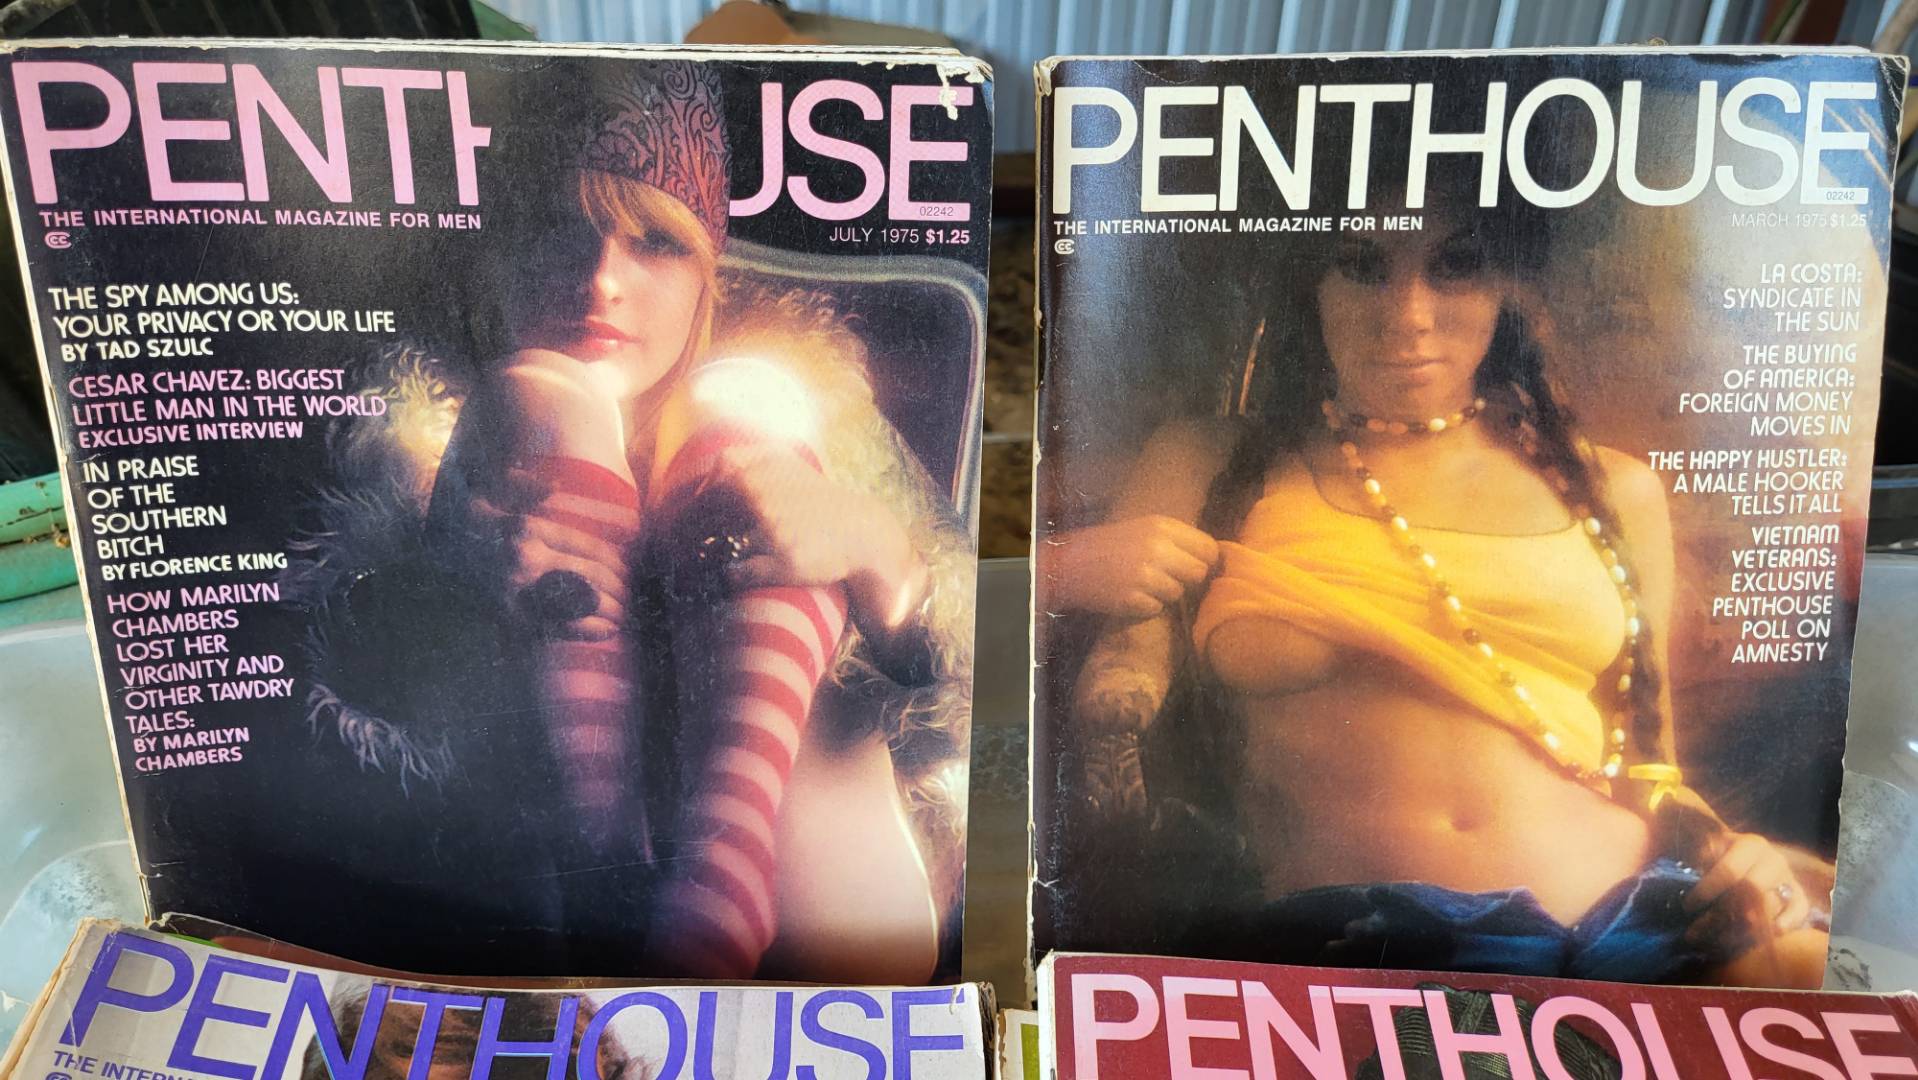 PENTHOUSE
THE INTERNATIONAL MAGAZINE FOR MEN
02242
JULY 1975 $1.25
CC
THE SPY AMONG US:
YOUR PRIVACY OR YOUR LIFE
BY TAD SZULC
CESAR CHAVEZ: BIGGEST
LITTLE MAN IN THE WORLD
EXCLUSIVE INTERVIEW
IN PRAISE
OF THE
SOUTHERN
BITCH
BY FLORENCE KING
HOW MARILYN
CHAMBERS
LOST HER
VIRGINITY AND
OTHER TAWDRY
TALES:
BY MARILYN
CHAMBERS
PENTHOUSE
02242
THE INTERNATIONAL MAGAZINE FOR MEN
MARCH 1975 $1.25
CC
LA COSTA:
SYNDICATE IN
THE SUN
THE BUYING
OF AMERICA:
FOREIGN MONEY
MOVES IN
THE HAPPY HUSTLER:
A MALE HOOKER
TELLS IT ALL
VIETNAM
VETERANS:
EXCLUSIVE
PENTHOUSE
POLL ON
AMNESTY
PENTHOUSE
THE INTERNA
PENTHOUSE